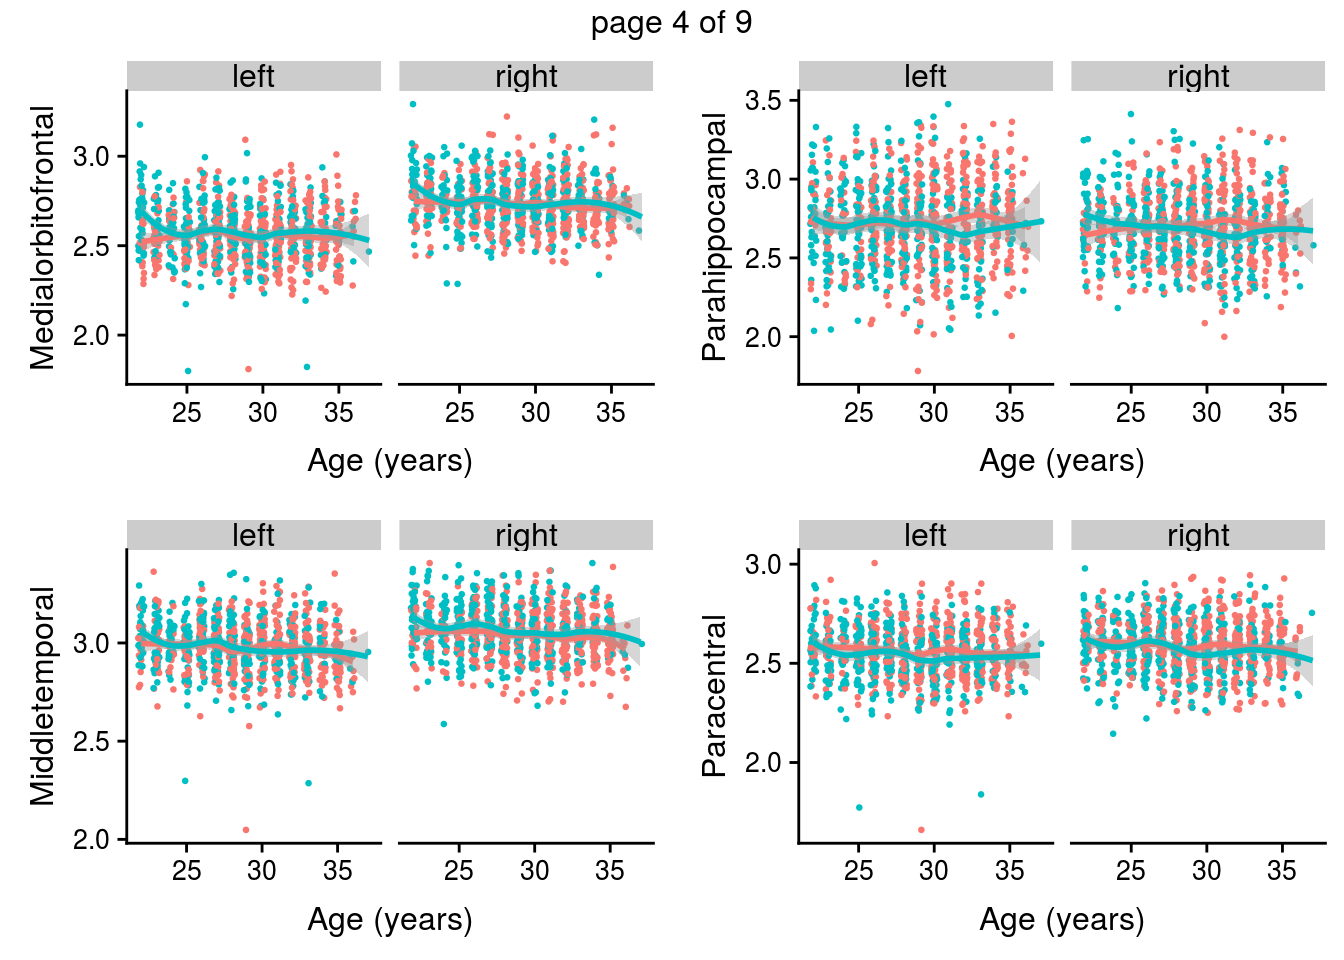 page 4 of 9
left right
Medialorbitofrontal
3.0
2.5
2.0
25 30 35 25 30 35
Age (years)
left right
Parahippocampal
3.5
3.0
2.5
2.0
25 30 35 25 30 35
Age (years)
left right
Middletemporal
3.0
2.5
2.0
25 30 35 25 30 35
Age (years)
left right
Paracentral
3.0
2.5
2.0
25 30 35 25 30 35
Age (years)